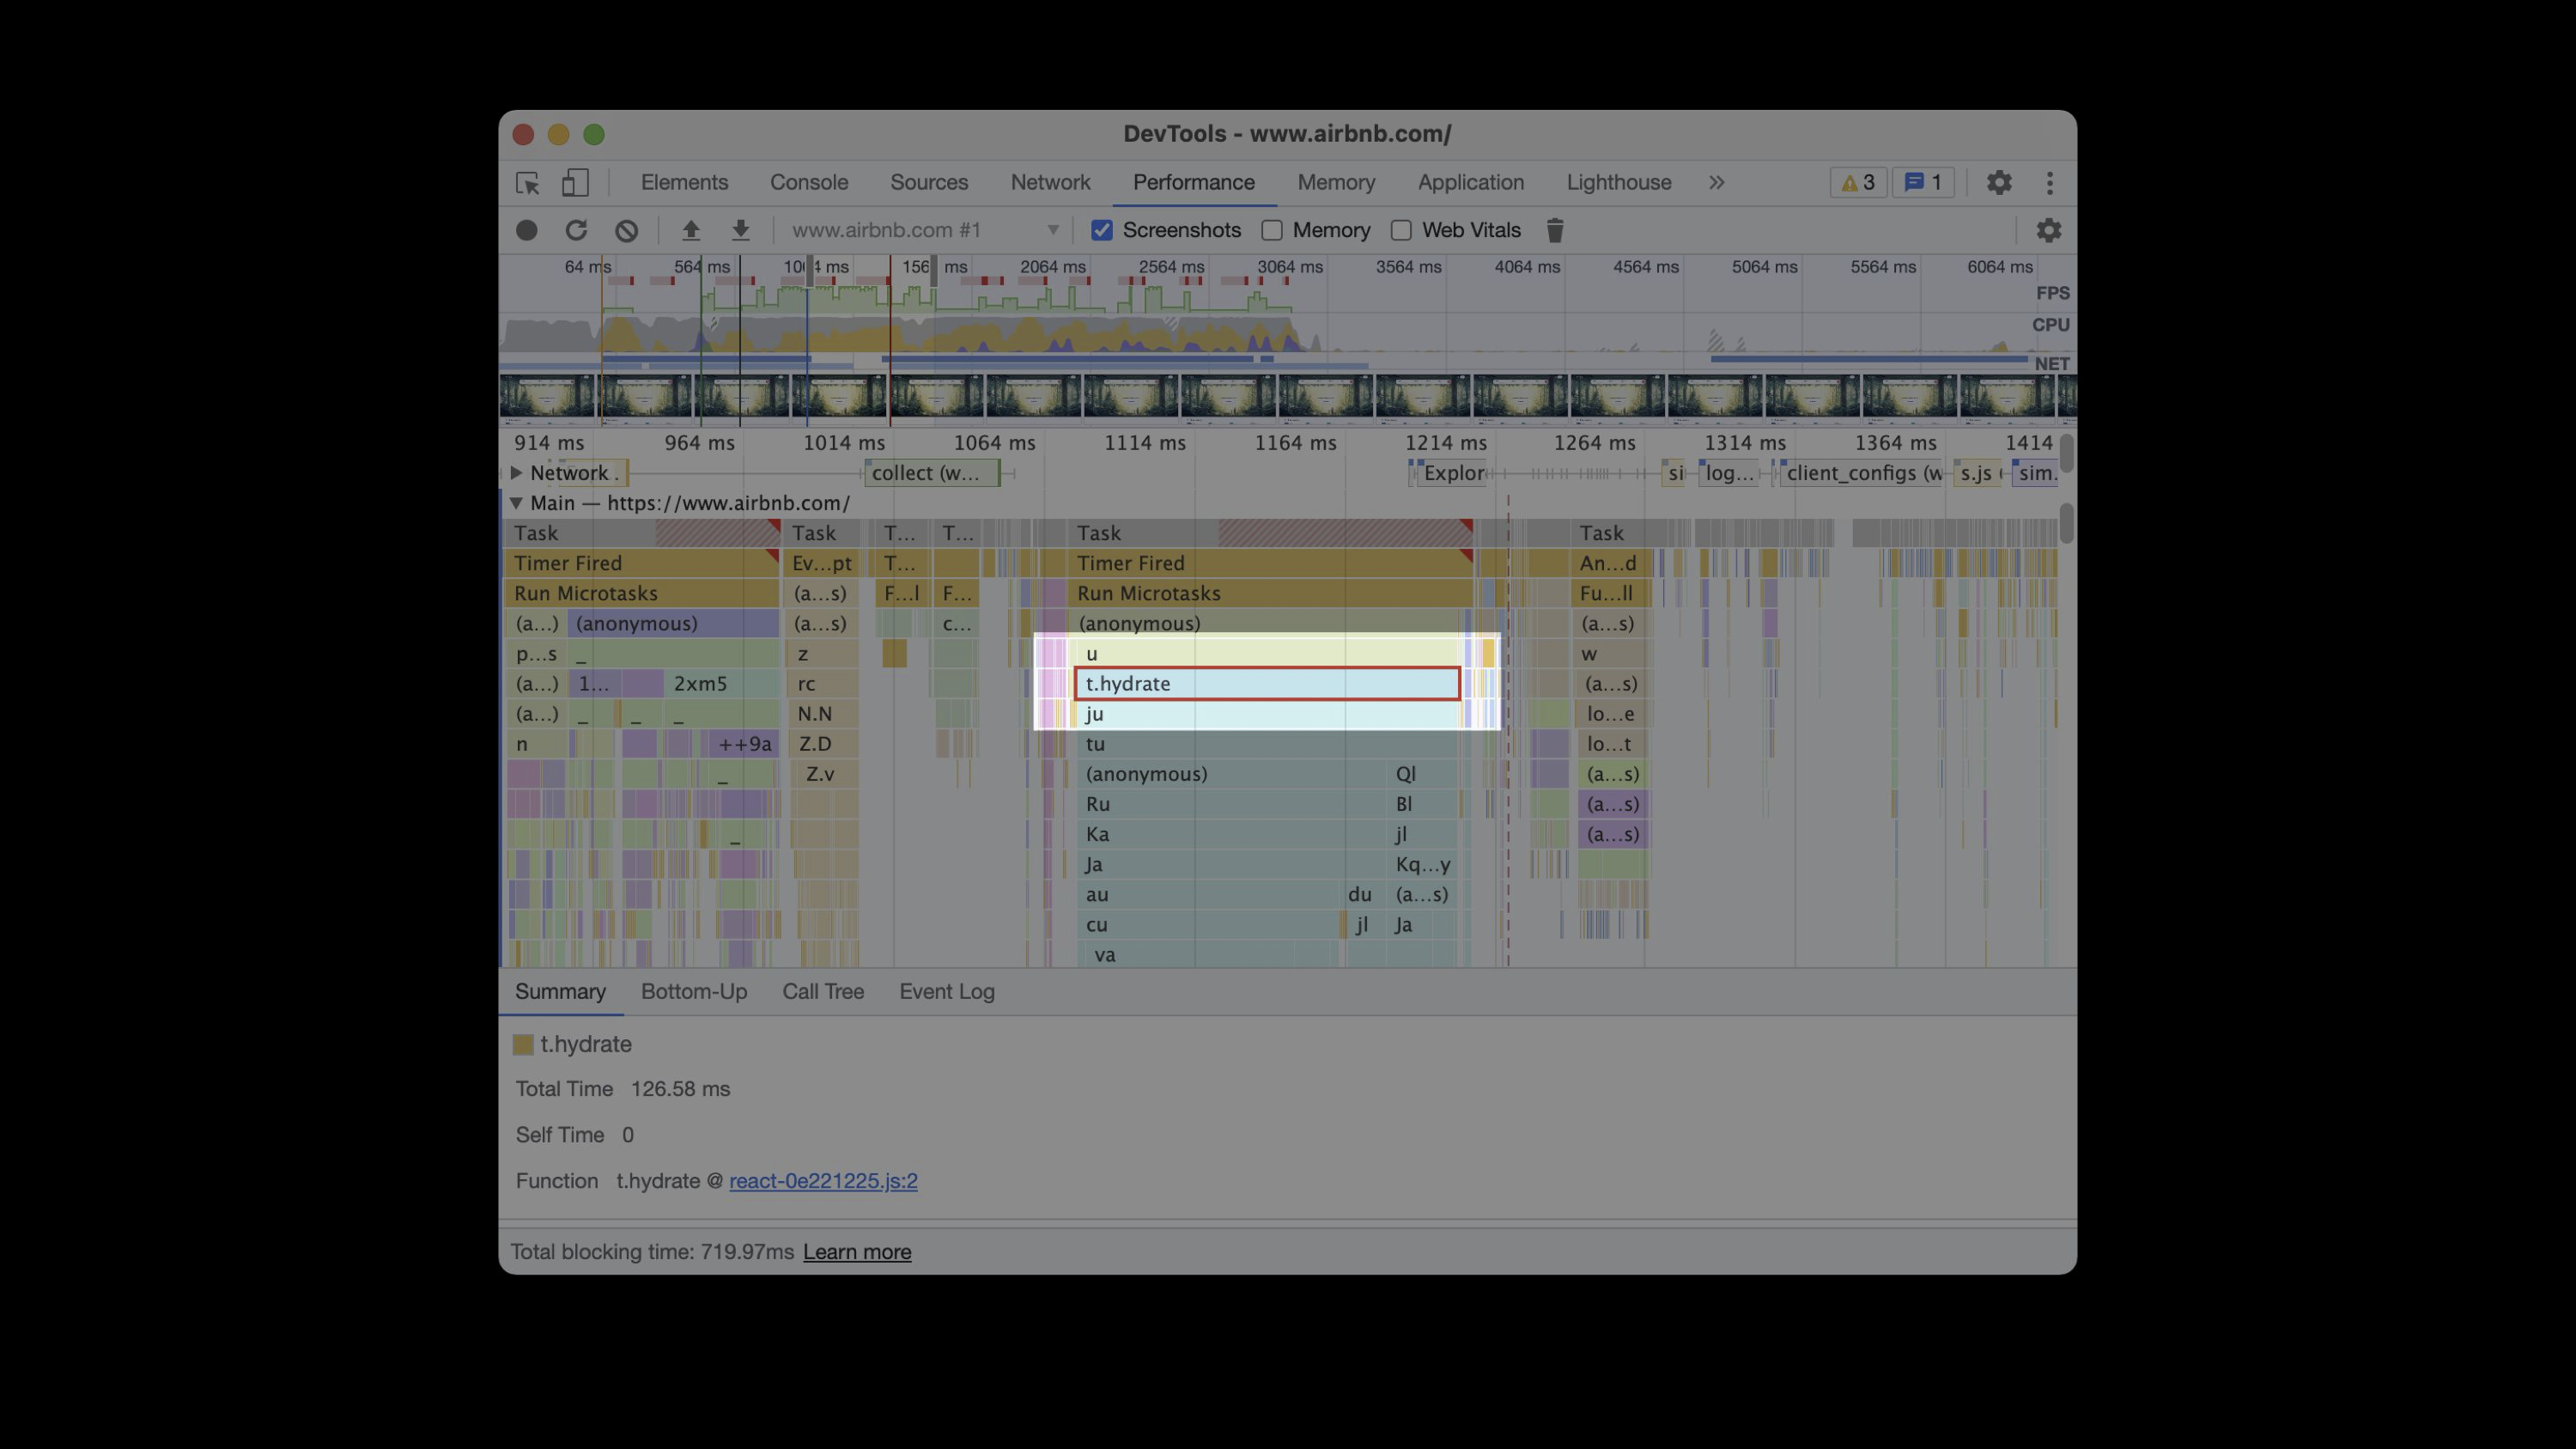 DevTools - www.airbnb.com/
Elements Console Sources Network Performance Memory Application Lighthouse 3 1
www.airbnb.com #1 Screenshots Memory Web Vitals
64 ms 564 ms ms 2064 ms 2564 ms 3064 ms 3564 ms 4064 ms 4564 ms 5064 ms 5564 ms 6064 ms
FPS
CPU
NET
914 ms 964 ms 1014 ms 1064 ms 1114 ms 1164 ms 1214 ms 1264 ms 1314 ms 1364 ms 1414
Network collect (w... Explor si log... client_configs (w s.js sim.
Main — https://www.airbnb.com/
Task Task T... T... Task Task
Timer Fired Ev...pt T... Timer Fired An...d
Run Microtasks (a...s) F...l F... Run Microtasks Fu...ll
(a...) (anonymous) (a...s) c... (anonymous) (a...s)
p...s _ z u w
(a...) 1... 2xm5 rc t.hydrate (a...s)
(a...) _ _ _ N.N ju lo...e
n ++9a Z.D tu lo...t
_ Z.v (anonymous) Ql (a...s)
Ru Bl (a...s)
_ Ka jl (a...s)
Ja Kq...y
au du (a...s)
cu jl Ja
va
Summary Bottom-Up Call Tree Event Log
t.hydrate
Total Time 126.58 ms
Self Time 0
Function t.hydrate @ react-0e221225.js:2
Total blocking time: 719.97ms Learn more